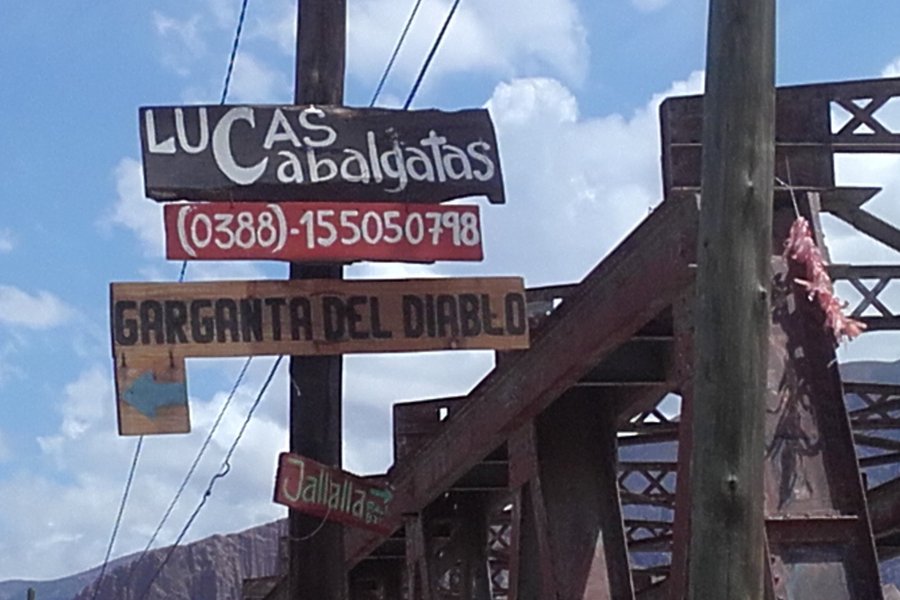 LUCAS
Cabalgatas
(0388)-155050798
GARGANTA DEL DIABLO
Jallalla